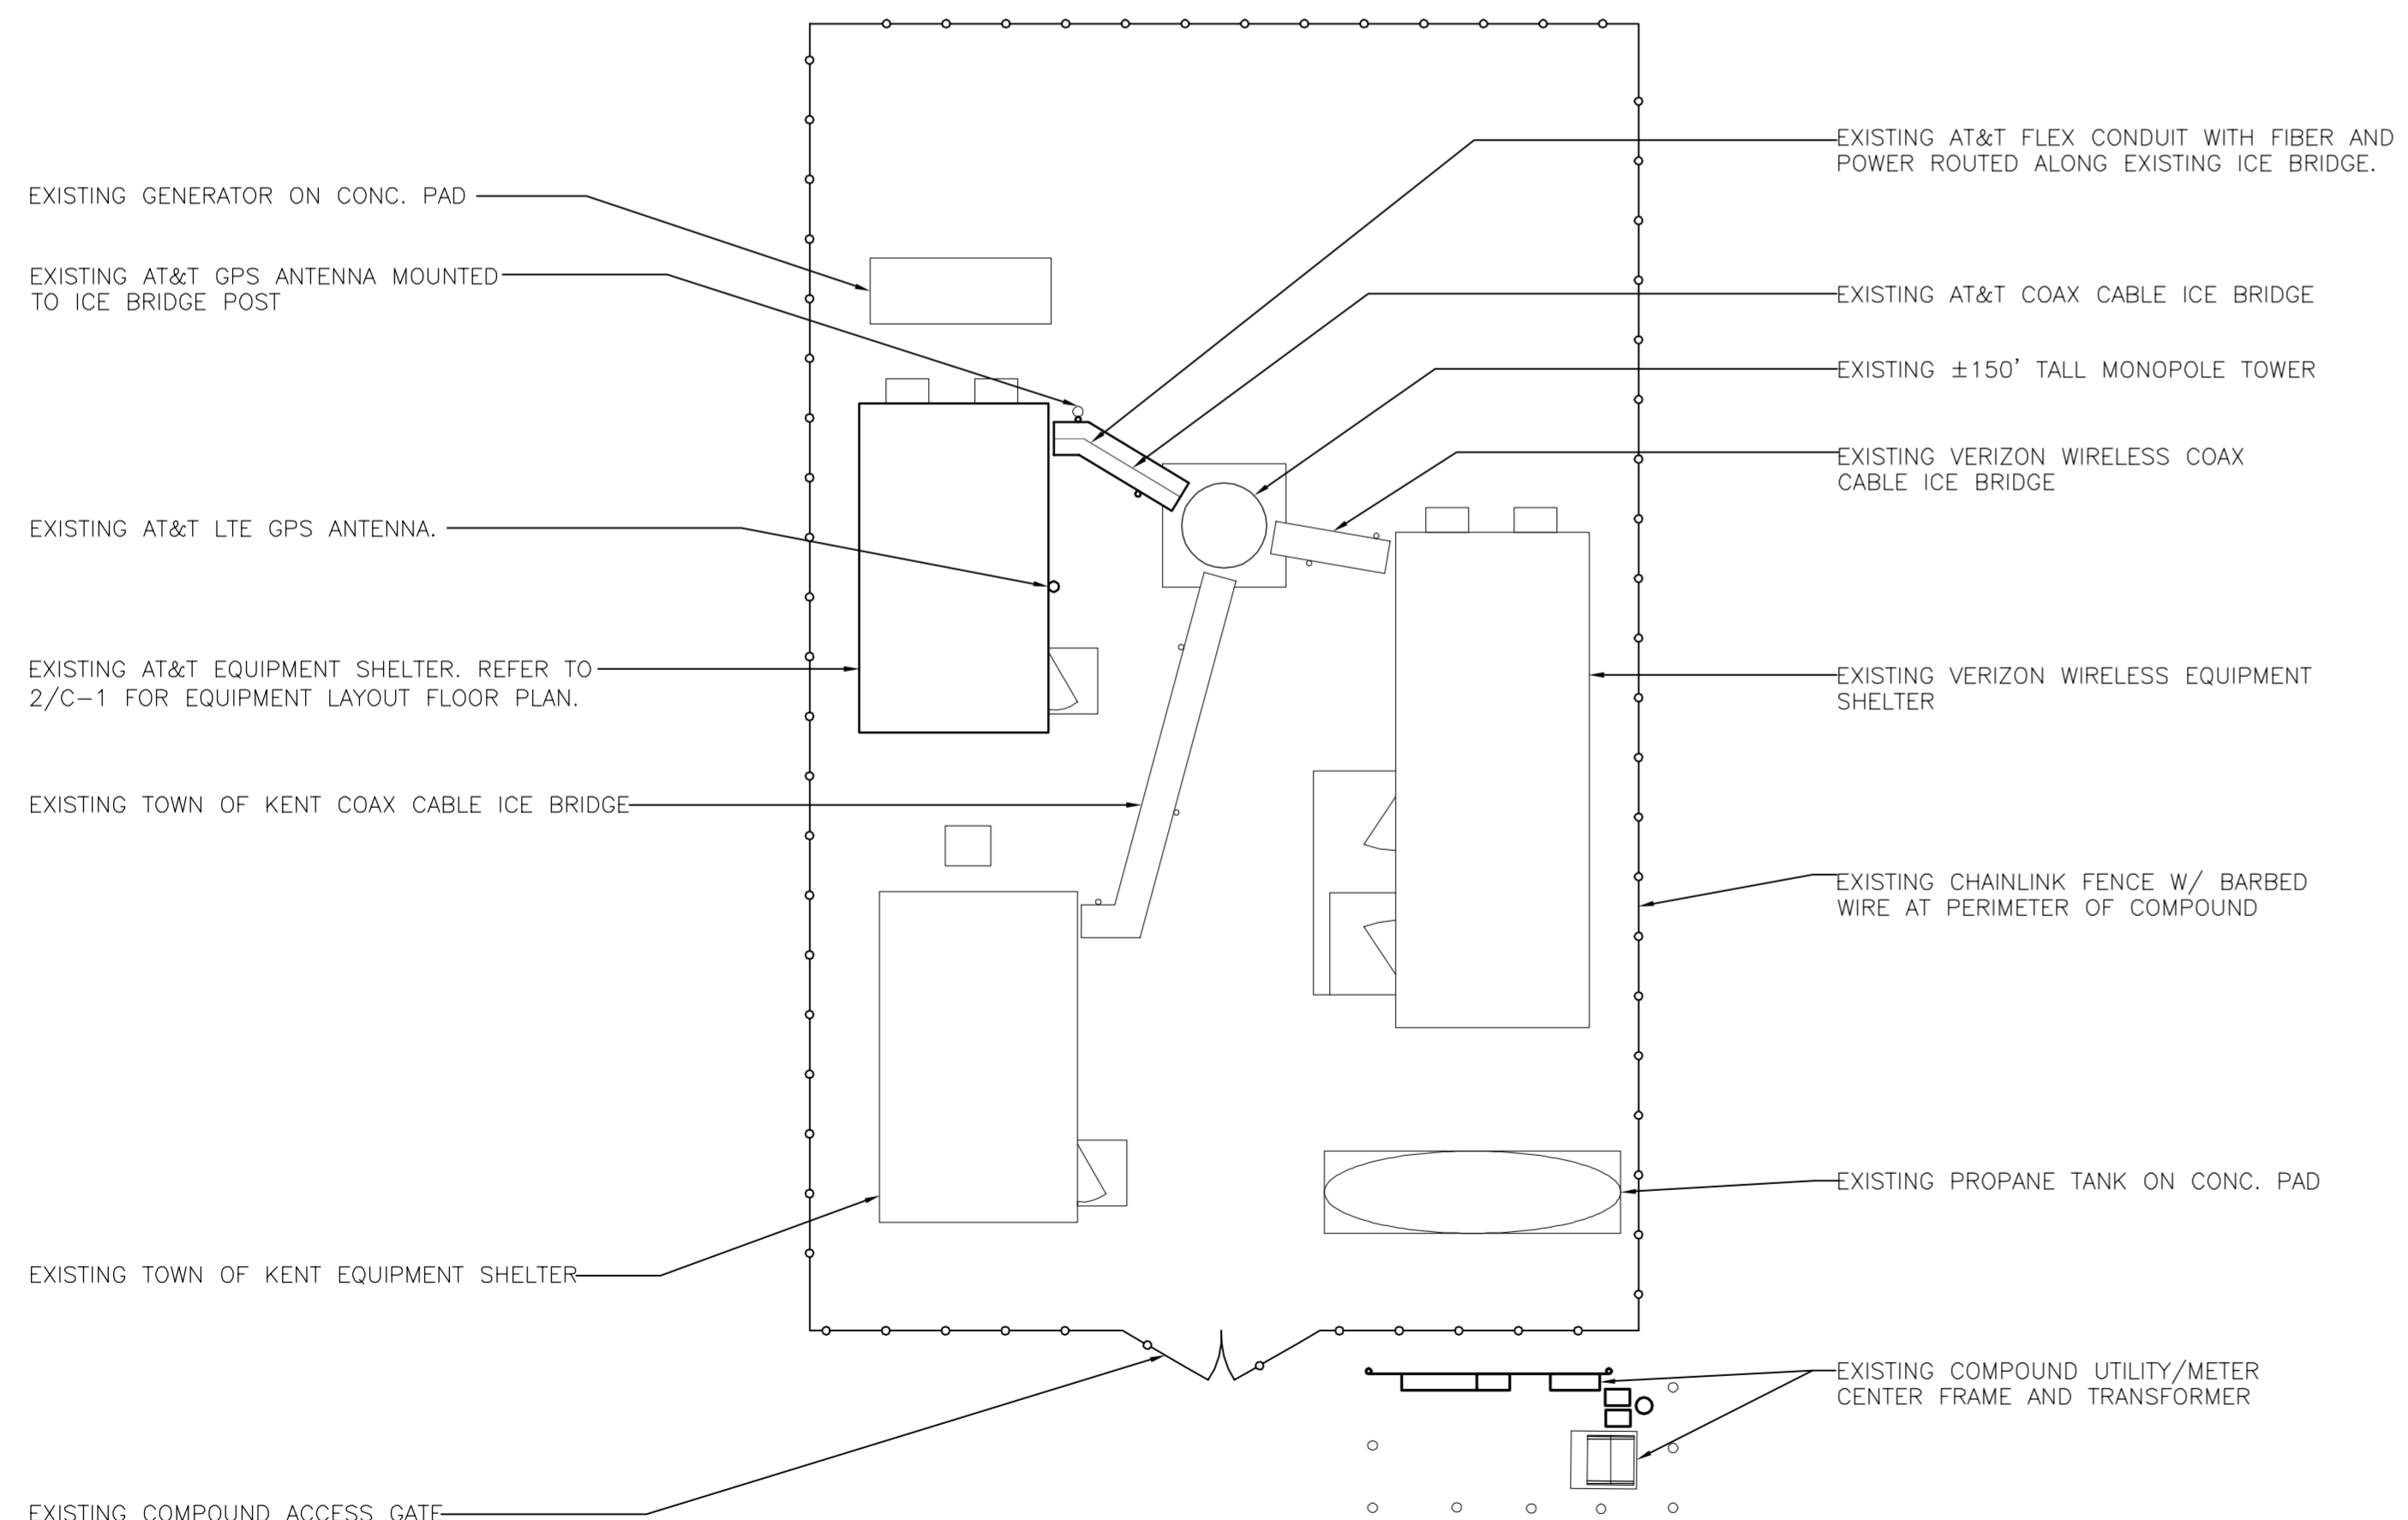 EXISTING GENERATOR ON CONC. PAD
EXISTING AT&T GPS ANTENNA MOUNTED
TO ICE BRIDGE POST
EXISTING AT&T LTE GPS ANTENNA.
EXISTING AT&T EQUIPMENT SHELTER. REFER TO
2/C-1 FOR EQUIPMENT LAYOUT FLOOR PLAN.
EXISTING TOWN OF KENT COAX CABLE ICE BRIDGE
EXISTING TOWN OF KENT EQUIPMENT SHELTER
EXISTING COMPOUND ACCESS GATE
EXISTING AT&T FLEX CONDUIT WITH FIBER AND
POWER ROUTED ALONG EXISTING ICE BRIDGE.
EXISTING AT&T COAX CABLE ICE BRIDGE
EXISTING ±150' TALL MONOPOLE TOWER
EXISTING VERIZON WIRELESS COAX
CABLE ICE BRIDGE
EXISTING VERIZON WIRELESS EQUIPMENT
SHELTER
EXISTING CHAINLINK FENCE W/ BARBED
WIRE AT PERIMETER OF COMPOUND
EXISTING PROPANE TANK ON CONC. PAD
EXISTING COMPOUND UTILITY/METER
CENTER FRAME AND TRANSFORMER